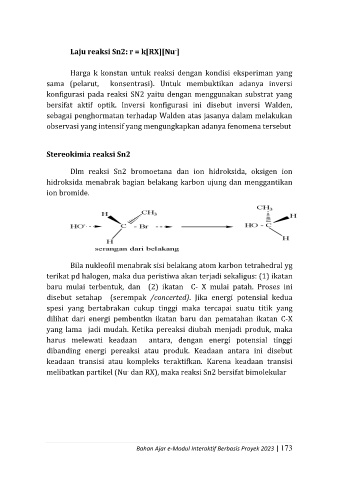 Laju reaksi Sn2: r = k[RX][Nu-]
Harga k konstan untuk reaksi dengan kondisi eksperiman yang
sama (pelarut, konsentrasi). Untuk membuktikan adanya inversi
konfigurasi pada reaksi SN2 yaitu dengan menggunakan substrat yang
bersifat aktif optik. Inversi konfigurasi ini disebut inversi Walden,
sebagai penghormatan terhadap Walden atas jasanya dalam melakukan
observasi yang intensif yang mengungkapkan adanya fenomena tersebut
Stereokimia reaksi Sn2
Dlm reaksi Sn2 bromoetana dan ion hidroksida, oksigen ion
hidroksida menabrak bagian belakang karbon ujung dan menggantikan
ion bromide.
CH3
H CH3 H
HO- C - Br HO - C
H H
serangan dari belakang
Bila nukleofil menabrak sisi belakang atom karbon tetrahedral yg
terikat pd halogen, maka dua peristiwa akan terjadi sekaligus: (1) ikatan
baru mulai terbentuk, dan (2) ikatan C- X mulai patah. Proses ini
disebut setahap (serempak /concerted). Jika energi potensial kedua
spesi yang bertabrakan cukup tinggi maka tercapai suatu titik yang
dilihat dari energi pembentkn ikatan baru dan pematahan ikatan C-X
yang lama jadi mudah. Ketika pereaksi diubah menjadi produk, maka
harus melewati keadaan antara, dengan energi potensial tinggi
dibanding energi pereaksi atau produk. Keadaan antara ini disebut
keadaan transisi atau kompleks teraktifkan. Karena keadaan transisi
melibatkan partikel (Nu- dan RX), maka reaksi Sn2 bersifat bimolekular
Bahan Ajar e-Modul Interaktif Berbasis Proyek 2023 | 173